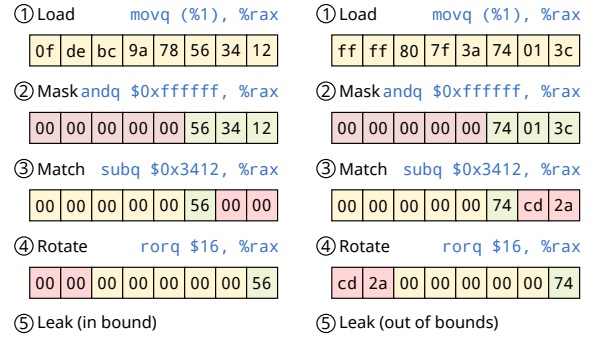 ① Load movq (%1), %rax
0f de bc 9a 78 56 34 12
② Mask andq $0xffffff, %rax
00 00 00 00 00 56 34 12
③ Match subq $0x3412, %rax
00 00 00 00 00 56 00 00
④ Rotate rorq $16, %rax
00 00 00 00 00 00 00 56
⑤ Leak (in bound)
① Load movq (%1), %rax
ff ff 80 7f 3a 74 01 3c
② Mask andq $0xffffff, %rax
00 00 00 00 00 74 01 3c
③ Match subq $0x3412, %rax
00 00 00 00 00 74 cd 2a
④ Rotate rorq $16, %rax
cd 2a 00 00 00 00 00 74
⑤ Leak (out of bounds)